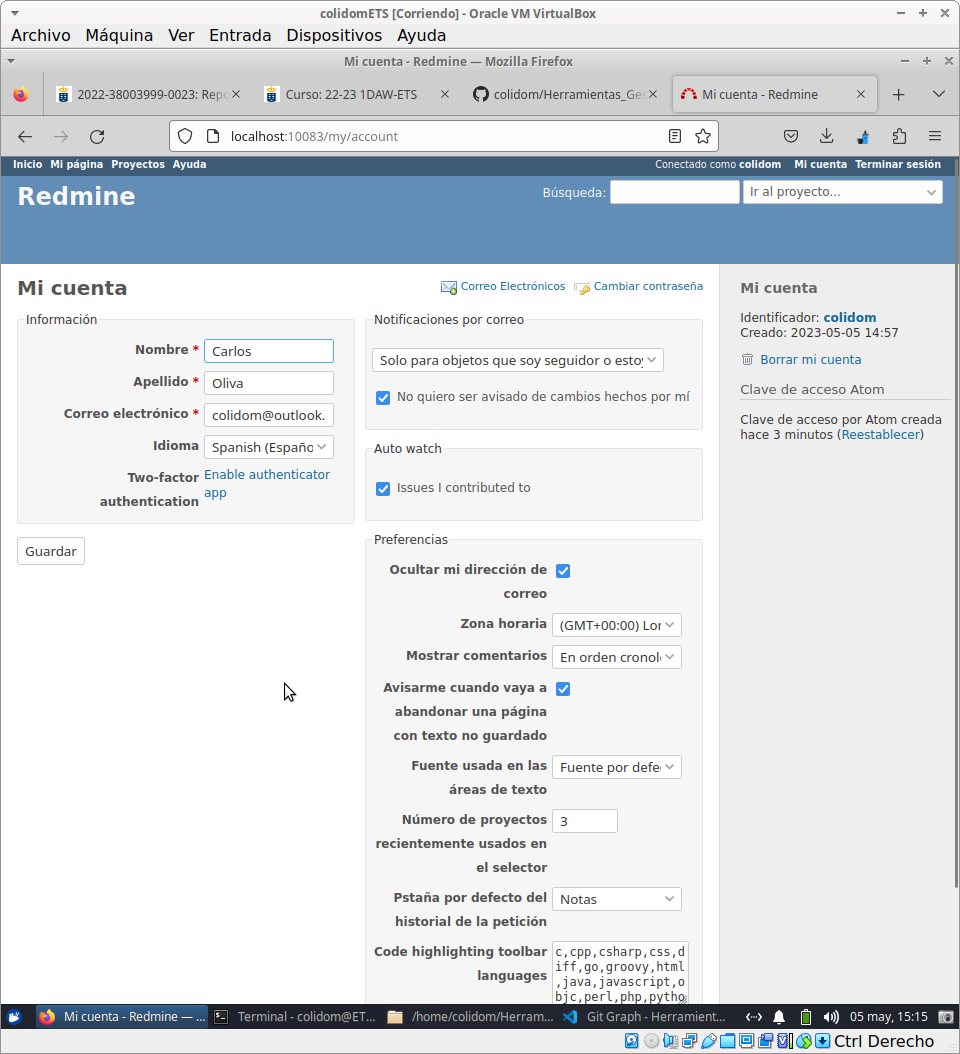 colidomETS [Corriendo] - Oracle VM VirtualBox
Archivo Máquina Ver Entrada Dispositivos Ayuda
Mi cuenta - Redmine — Mozilla Firefox
2022-38003999-0023: Repo
Curso: 22-23 1DAW-ETS
colidom/Herramientas_Ges
Mi cuenta - Redmine
localhost:10083/my/account
Inicio Mi página Proyectos Ayuda
Conectado como colidom Mi cuenta Terminar sesión
Redmine
Búsqueda:
Ir al proyecto...
Mi cuenta
Correo Electrónicos
Cambiar contraseña
Información
Nombre * Carlos
Apellido * Oliva
Correo electrónico * colidom@outlook.
Idioma Spanish (Españo
Two-factor authentication
Enable authenticator
app
Guardar
Notificaciones por correo
Solo para objetos que soy seguidor o estoy
No quiero ser avisado de cambios hechos por mí
Auto watch
Issues I contributed to
Preferencias
Ocultar mi dirección de
correo
Zona horaria (GMT+00:00) Lon
Mostrar comentarios En orden cronol
Avisarme cuando vaya a
abandonar una página
con texto no guardado
Fuente usada en las
áreas de texto
Fuente por defe
Número de proyectos
recientemente usados en
el selector
3
Pstaña por defecto del
historial de la petición
Notas
Code highlighting toolbar
languages
c,cpp,csharp,css,d
iff,go,groovy,html
,java,javascript,o
bjc,perl,php,pytho
Mi cuenta
Identificador: colidom
Creado: 2023-05-05 14:57
Borrar mi cuenta
Clave de acceso Atom
Clave de acceso por Atom creada
hace 3 minutos (Reestablecer)
Mi cuenta - Redmine — ...
Terminal - colidom@ET...
/home/colidom/Herram...
Git Graph - Herramient...
05 may, 15:15
Ctrl Derecho